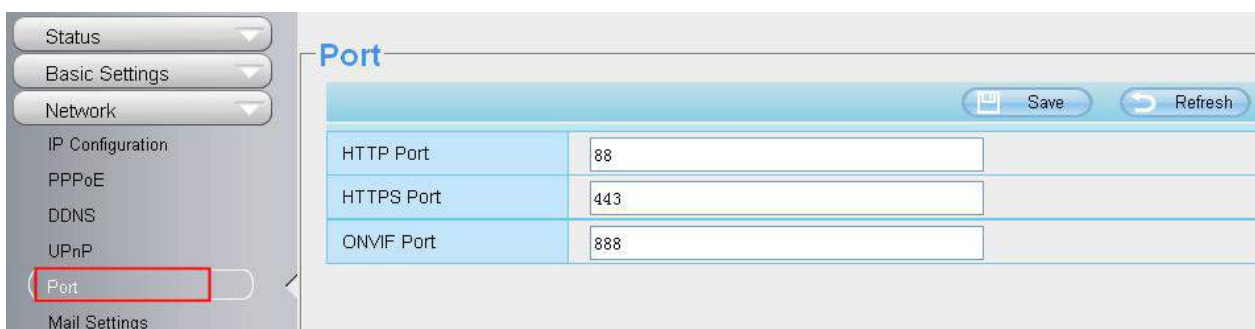 Status
Basic Settings
Network
IP Configuration
PPPoE
DDNS
UPnP
Port
Mail Settings
Port
Save Refresh
HTTP Port 88
HTTPS Port 443
ONVIF Port 888